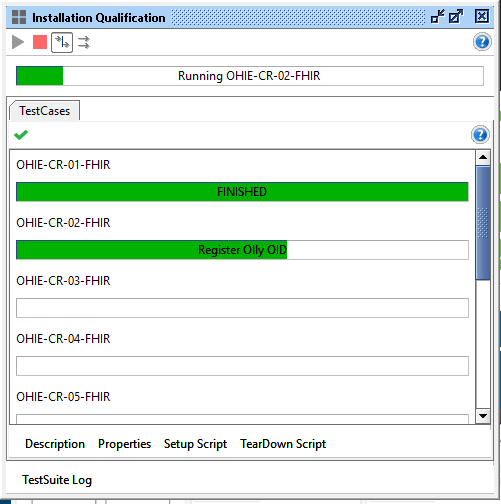 Installation Qualification
Running OHIE-CR-02-FHIR
TestCases
OHIE-CR-01-FHIR
FINISHED
OHIE-CR-02-FHIR
Register Olly OID
OHIE-CR-03-FHIR
OHIE-CR-04-FHIR
OHIE-CR-05-FHIR
Description Properties Setup Script TearDown Script
TestSuite Log